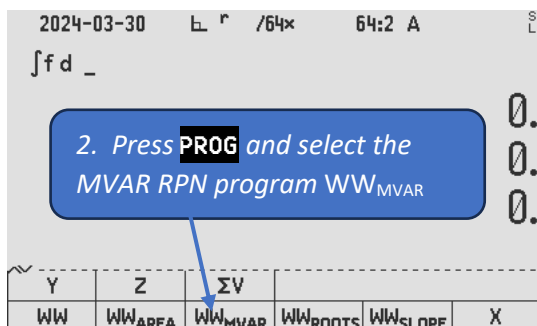 2024-03-30 ∟ r /64× 64:2 A S L
∫f d _
0.
2. Press PROG and select the
0.
MVAR RPN program WWMVAR
0.
Y Z ΣV
WW WWAREA WWMVAR WWROOTS WWSLOPE X